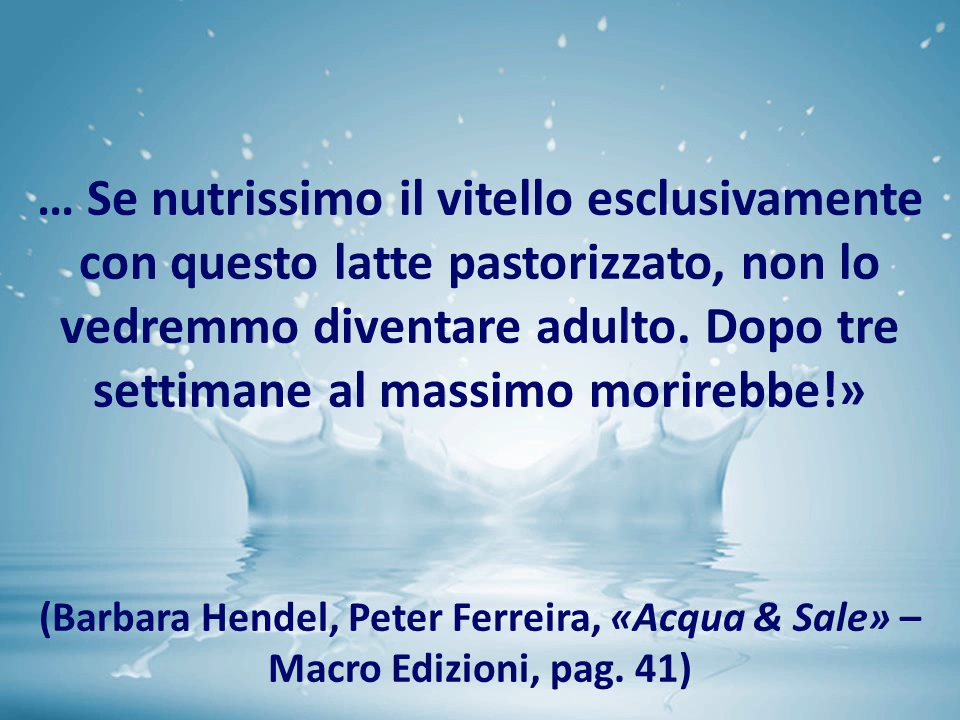 … Se nutrissimo il vitello esclusivamente
con questo latte pastorizzato, non lo
vedremmo diventare adulto. Dopo tre
settimane al massimo morirebbe!»
(Barbara Hendel, Peter Ferreira, «Acqua & Sale» –
Macro Edizioni, pag. 41)